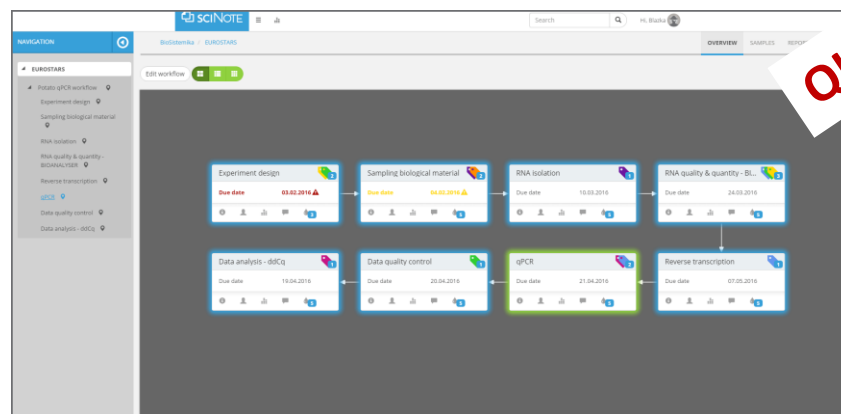 SCINOTE
Search
Hi, Blazka
NAVIGATION
BioSistemika / EUROSTARS
OVERVIEW SAMPLES
EUROSTARS
Edit workflow
Potato qPCR workflow
Experiment design
Sampling biological material
RNA isolation
RNA quality & quantity -
BIOANALYSER
Reverse transcription
qPCR
Data quality control
Data analysis - ddCq
Experiment design 2
Due date 03.02.2016
3
Sampling biological material 2
Due date 04.02.2016
5
RNA isolation 1
Due date 10.03.2016
5
RNA quality & quantity - BI... 2
Due date 24.03.2016
5
Data analysis - ddCq 1
Due date 19.04.2016
5
Data quality control 1
Due date 20.04.2016
5
qPCR 2
Due date 21.04.2016
5
Reverse transcription 1
Due date 07.05.2016
5